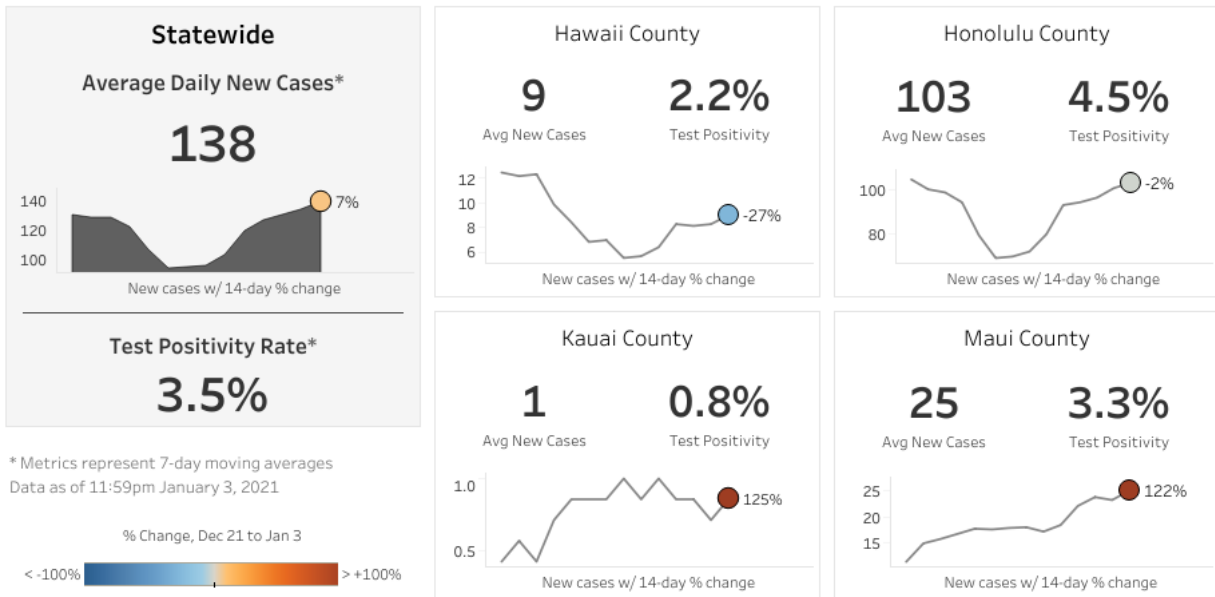 Statewide
Average Daily New Cases*
138
140
120
100
7%
New cases w/ 14-day % change
Test Positivity Rate*
3.5%
* Metrics represent 7-day moving averages
Data as of 11:59pm January 3, 2021
% Change, Dec 21 to Jan 3
< -100% > +100%
Hawaii County
9 2.2%
Avg New Cases Test Positivity
12
10
8
6
-27%
New cases w/ 14-day % change
Honolulu County
103 4.5%
Avg New Cases Test Positivity
100
80
-2%
New cases w/ 14-day % change
Kauai County
1 0.8%
Avg New Cases Test Positivity
1.0
0.5
125%
New cases w/ 14-day % change
Maui County
25 3.3%
Avg New Cases Test Positivity
25
20
15
122%
New cases w/ 14-day % change